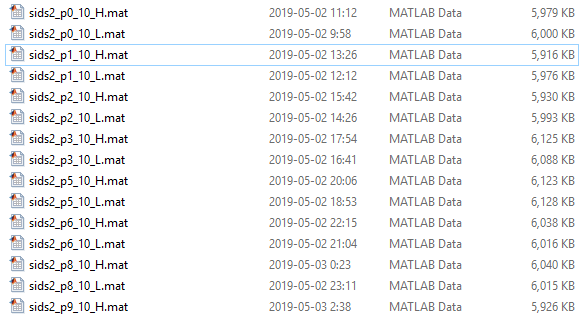 sids2_p0_10_H.mat 2019-05-02 11:12 MATLAB Data 5,979 KB
sids2_p0_10_L.mat 2019-05-02 9:58 MATLAB Data 6,000 KB
sids2_p1_10_H.mat 2019-05-02 13:26 MATLAB Data 5,916 KB
sids2_p1_10_L.mat 2019-05-02 12:12 MATLAB Data 5,976 KB
sids2_p2_10_H.mat 2019-05-02 15:42 MATLAB Data 5,930 KB
sids2_p2_10_L.mat 2019-05-02 14:26 MATLAB Data 5,993 KB
sids2_p3_10_H.mat 2019-05-02 17:54 MATLAB Data 6,125 KB
sids2_p3_10_L.mat 2019-05-02 16:41 MATLAB Data 6,088 KB
sids2_p5_10_H.mat 2019-05-02 20:06 MATLAB Data 6,123 KB
sids2_p5_10_L.mat 2019-05-02 18:53 MATLAB Data 6,128 KB
sids2_p6_10_H.mat 2019-05-02 22:15 MATLAB Data 6,038 KB
sids2_p6_10_L.mat 2019-05-02 21:04 MATLAB Data 6,016 KB
sids2_p8_10_H.mat 2019-05-03 0:23 MATLAB Data 6,040 KB
sids2_p8_10_L.mat 2019-05-02 23:11 MATLAB Data 6,015 KB
sids2_p9_10_H.mat 2019-05-03 2:38 MATLAB Data 5,926 KB